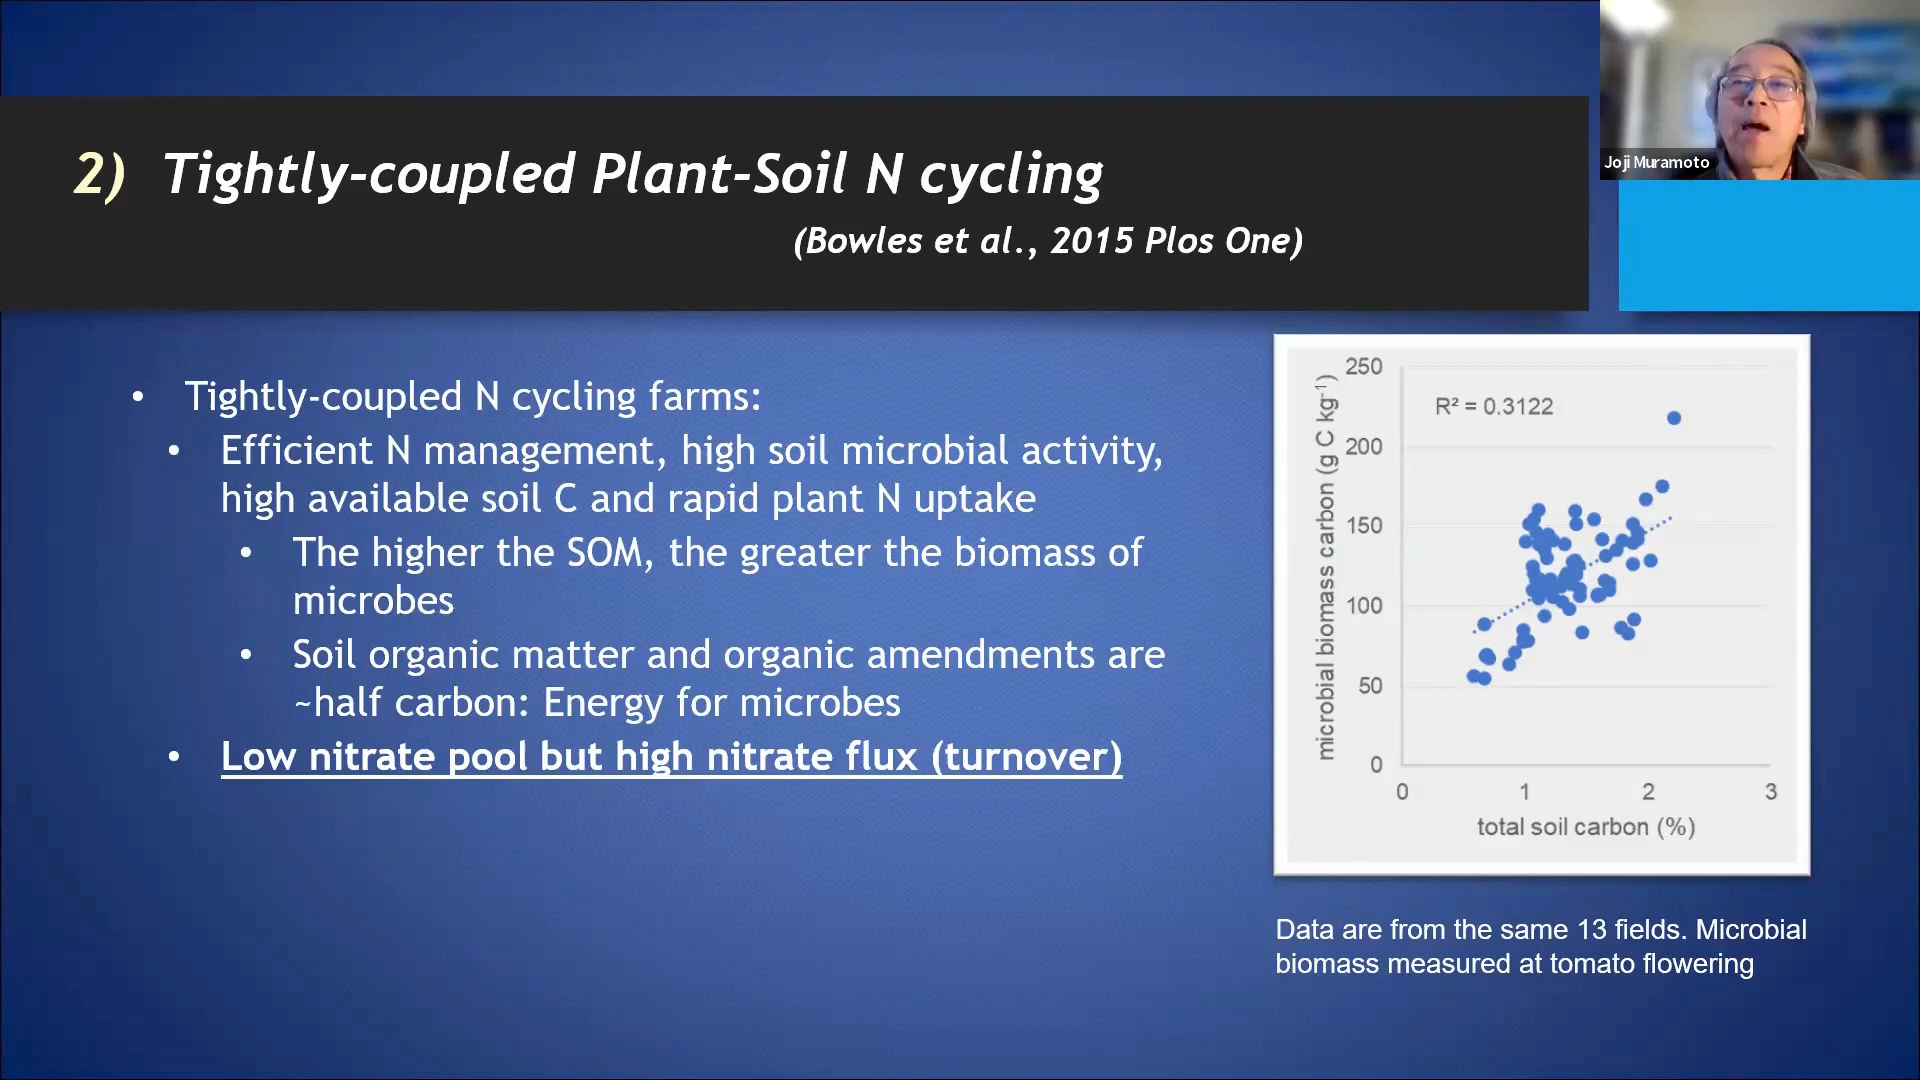 Joji Muramoto
2) Tightly-coupled Plant-Soil N cycling
(Bowles et al., 2015 Plos One)
• Tightly-coupled N cycling farms:
• Efficient N management, high soil microbial activity,
high available soil C and rapid plant N uptake
• The higher the SOM, the greater the biomass of
microbes
• Soil organic matter and organic amendments are
~half carbon: Energy for microbes
• Low nitrate pool but high nitrate flux (turnover)
microbial biomass carbon (g C kg⁻¹)
250
200
150
100
50
0
R² = 0.3122
0 1 2 3
total soil carbon (%)
Data are from the same 13 fields. Microbial
biomass measured at tomato flowering